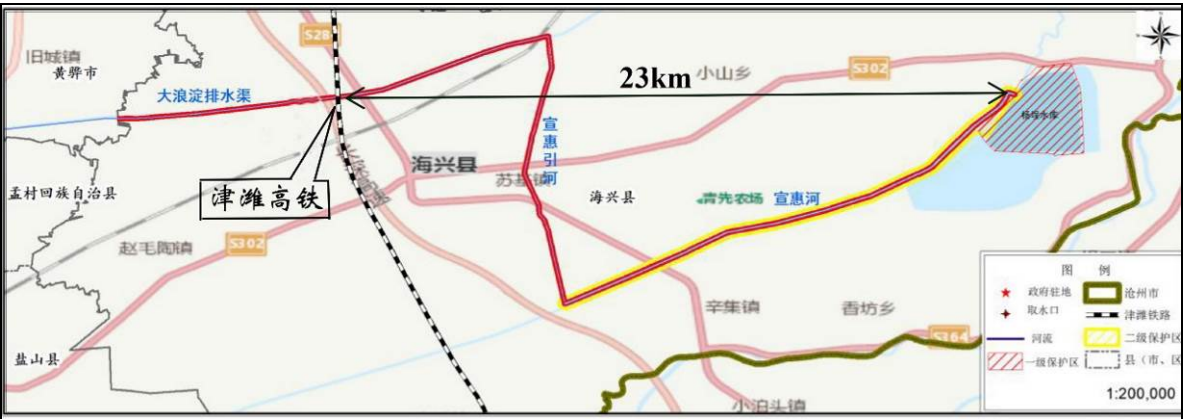 S28
旧城镇
黄骅市
大浪淀排水渠
23km
小山乡
S302
杨埕水库
宣惠引河
海兴县
苏基镇
孟村回族自治县
津潍高铁
海兴县
青先农场
宣惠河
赵毛陶镇
S302
辛集镇
香坊乡
盐山县
S364
小泊头镇
图 例
政府驻地
沧州市
取水口
津潍铁路
河流
二级保护区
一级保护区
县（市、区
1:200,000